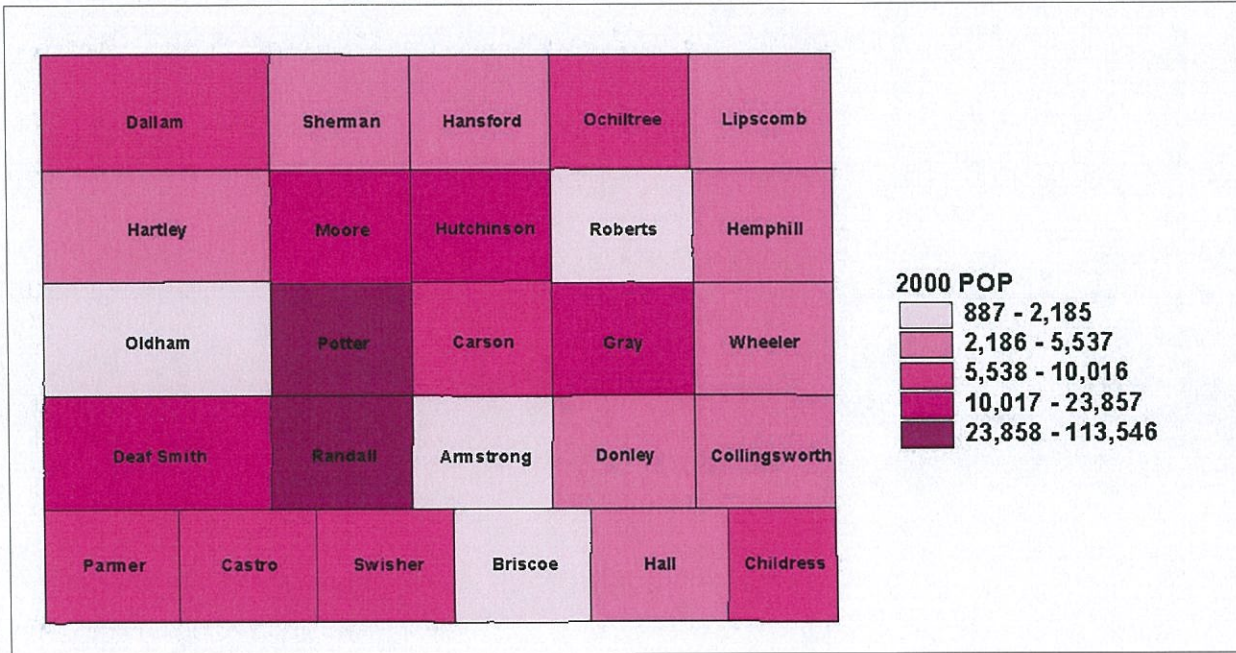 Dallam Sherman Hansford Ochiltree Lipscomb
Hartley Moore Hutchinson Roberts Hemphill
Oldham Potter Carson Gray Wheeler
Deaf Smith Randall Armstrong Donley Collingsworth
Parmer Castro Swisher Briscoe Hall Childress
2000 POP
887 - 2,185
2,186 - 5,537
5,538 - 10,016
10,017 - 23,857
23,858 - 113,546